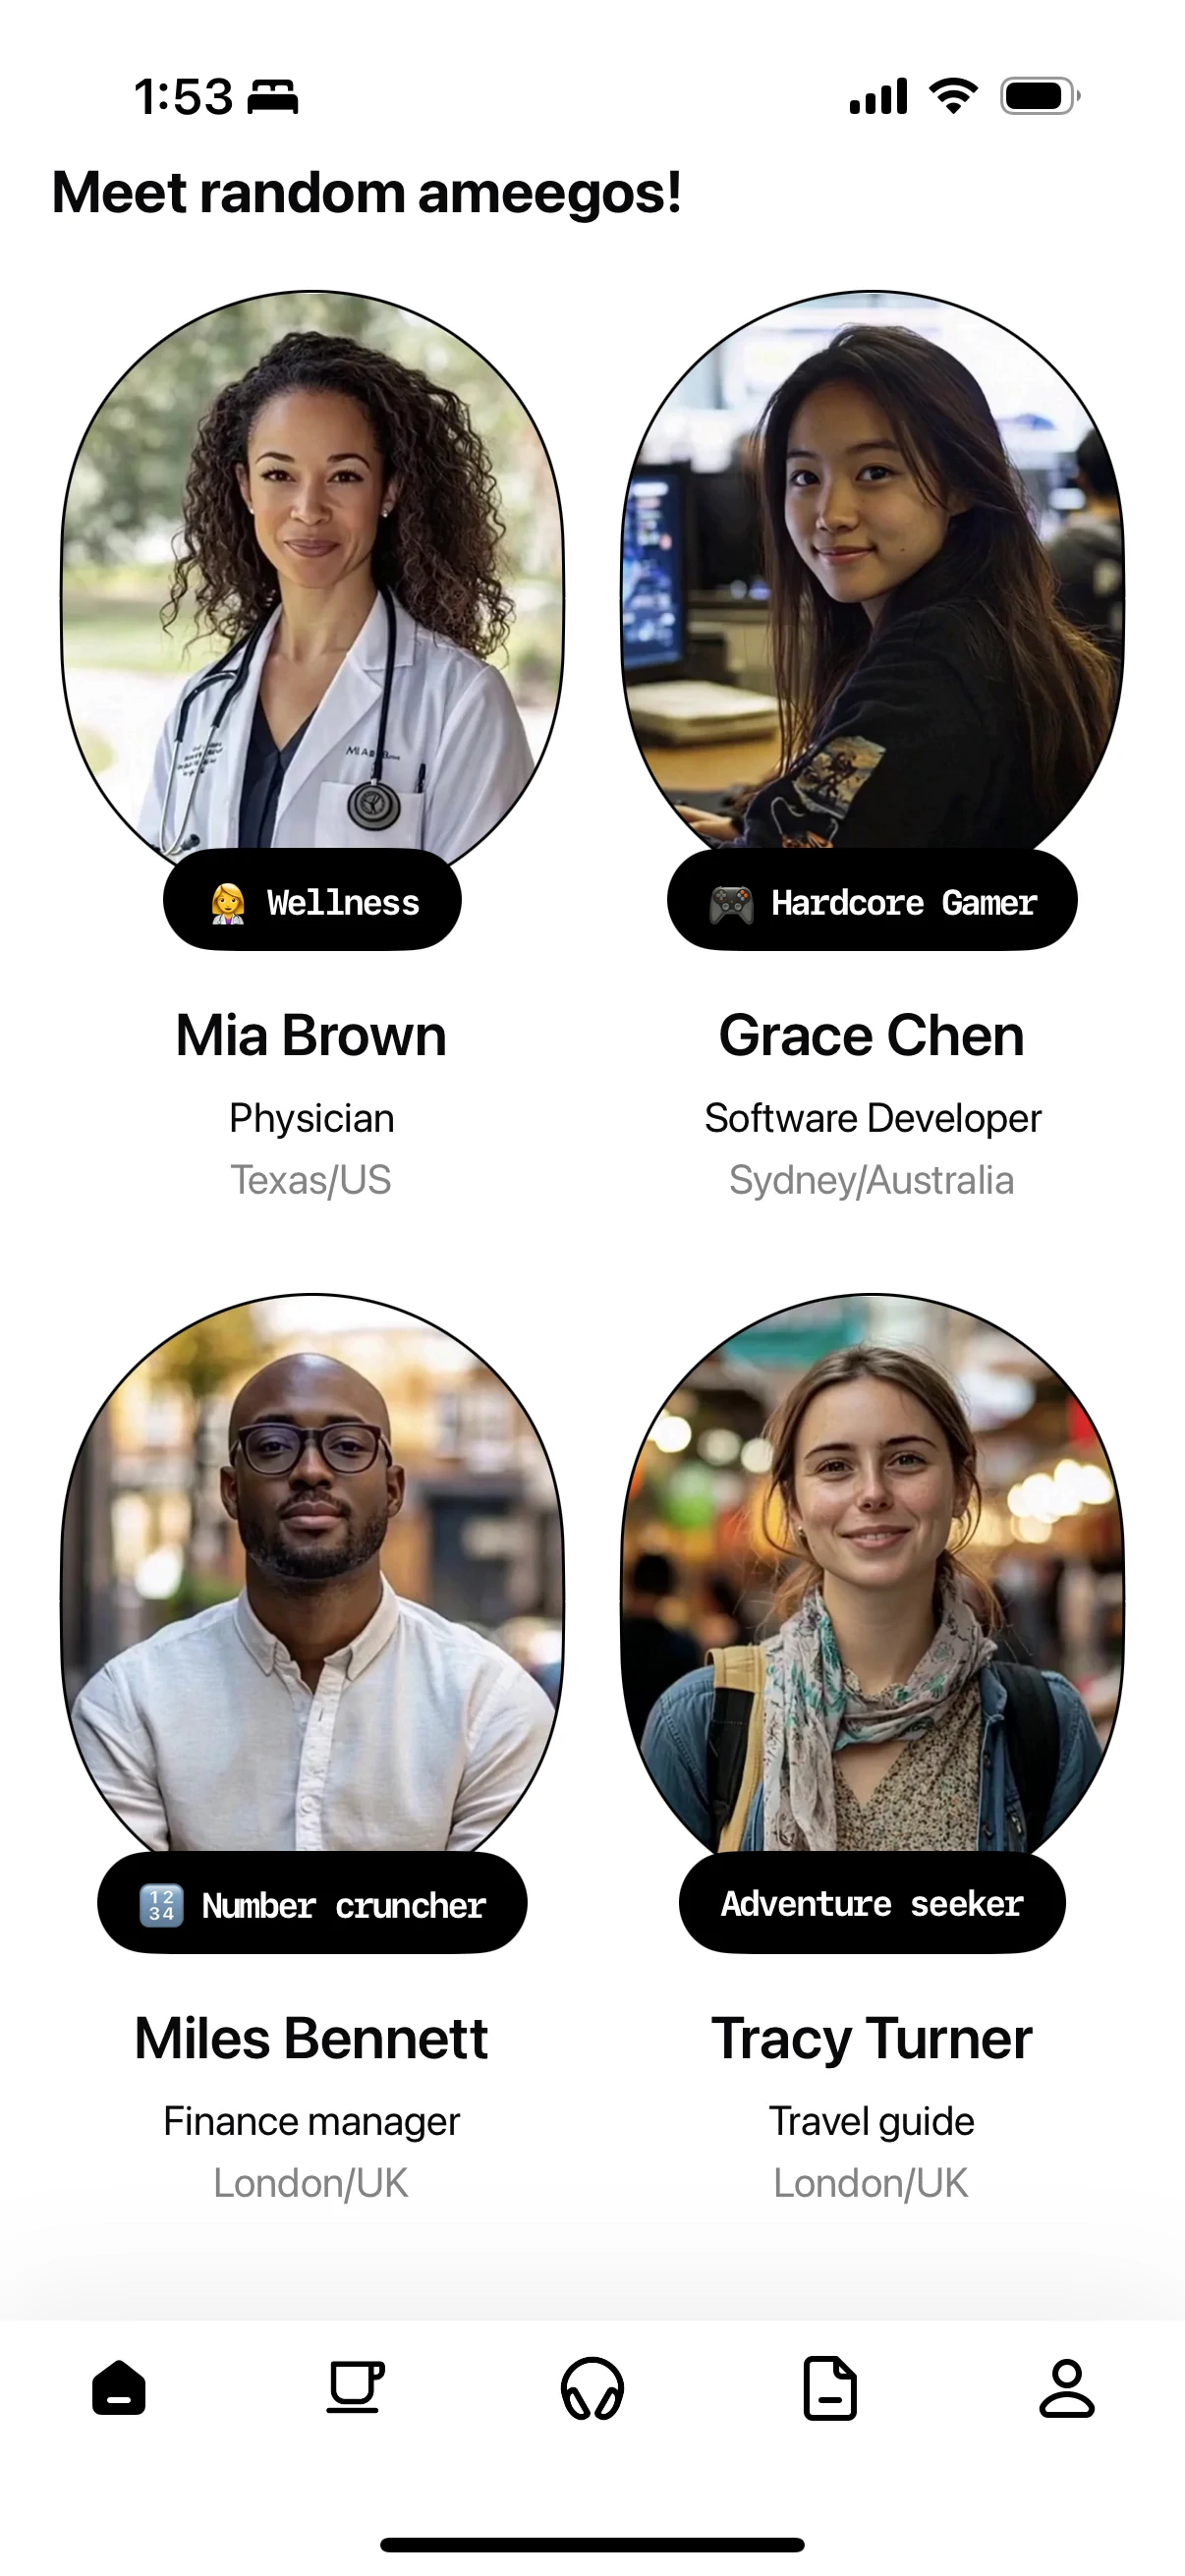 1:53
Meet random ameegos!
👩‍⚕️ Wellness
🎮 Hardcore Gamer
Mia Brown
Grace Chen
Physician
Software Developer
Texas/US
Sydney/Australia
🔢 Number cruncher
Adventure seeker
Miles Bennett
Tracy Turner
Finance manager
Travel guide
London/UK
London/UK